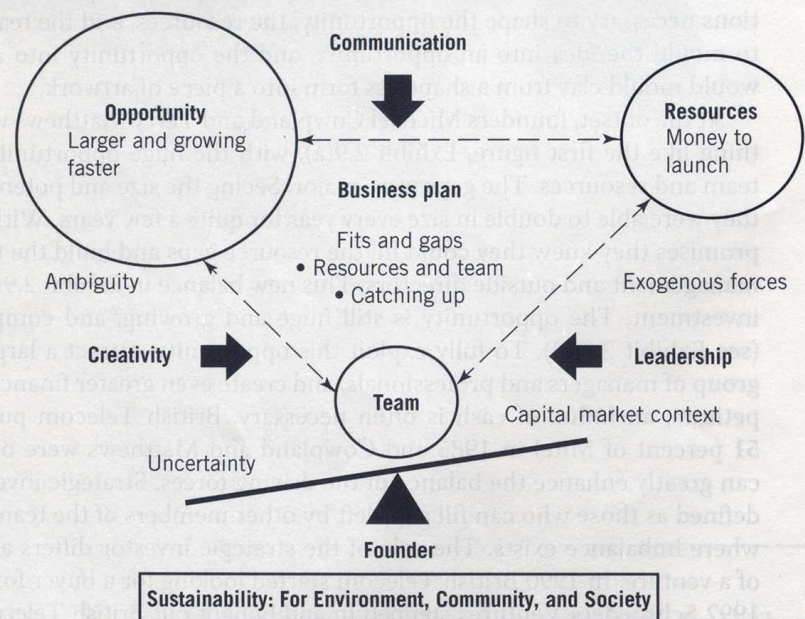 Communication
Opportunity
Larger and growing
faster
Resources
Money to
launch
Business plan
Fits and gaps
• Resources and team
• Catching up
Ambiguity
Exogenous forces
Creativity
Leadership
Team
Capital market context
Uncertainty
Founder
Sustainability: For Environment, Community, and Society